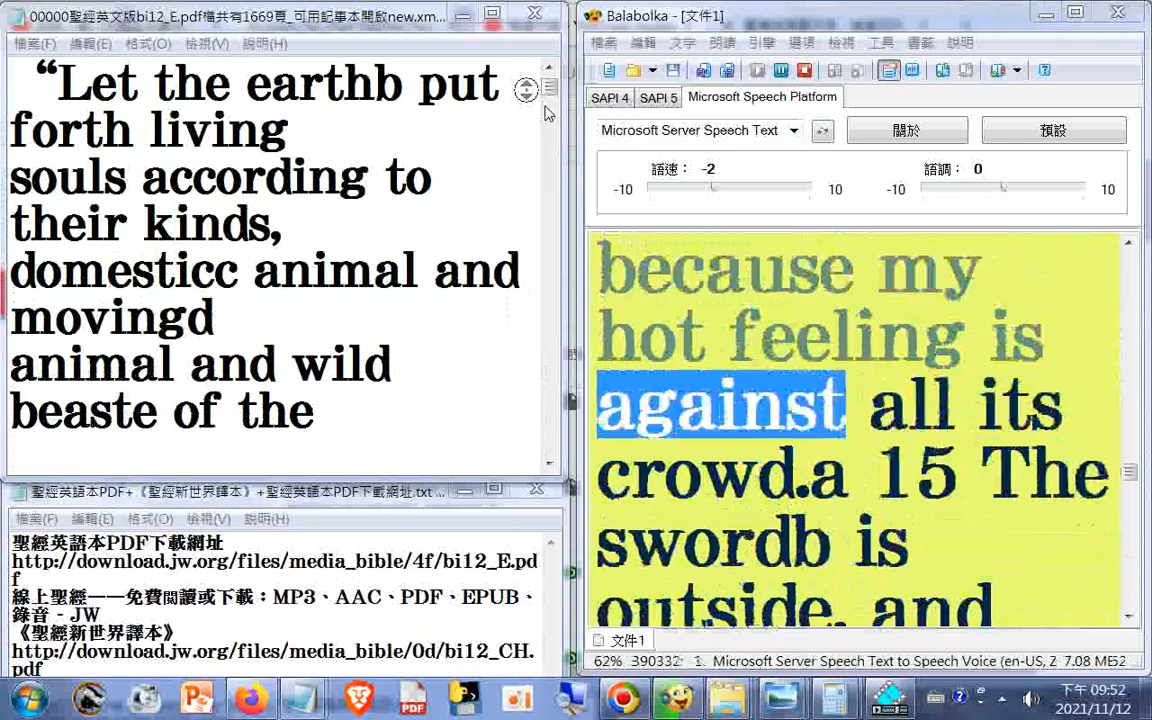 00000聖經英文版bi12_E.pdf檔共有1669頁_可用記事本開啟new.xm...
檔案(F) 編輯(E) 格式(O) 檢視(V) 說明(H)
“Let the earthb put
forth living
souls according to
their kinds,
domesticc animal and
movingd
animal and wild
beaste of the
聖經英語本PDF+《聖經新世界譯本》+聖經英語本PDF下載網址.txt ...
檔案(F) 編輯(E) 格式(O) 檢視(V) 說明(H)
聖經英語本PDF下載網址
http://download.jw.org/files/media_bible/4f/bi12_E.pd
f
線上聖經——免費閱讀或下載：MP3、AAC、PDF、EPUB、
錄音 - JW
《聖經新世界譯本》
http://download.jw.org/files/media_bible/0d/bi12_CH.
pdf
Balabolka - [文件1]
檔案 編輯 文字 朗讀 引擎 選項 檢視 工具 書籤 說明
SAPI 4 SAPI 5 Microsoft Speech Platform
Microsoft Server Speech Text 關於 預設
語速： -2 語調： 0
-10 10 -10 10
because my
hot feeling is
against all its
crowd.a 15 The
swordb is
outside, and
文件1
62% 390332: 1. Microsoft Server Speech Text to Speech Voice (en-US, Z 7.08 ME52
PDF
下午 09:52
2021/11/12